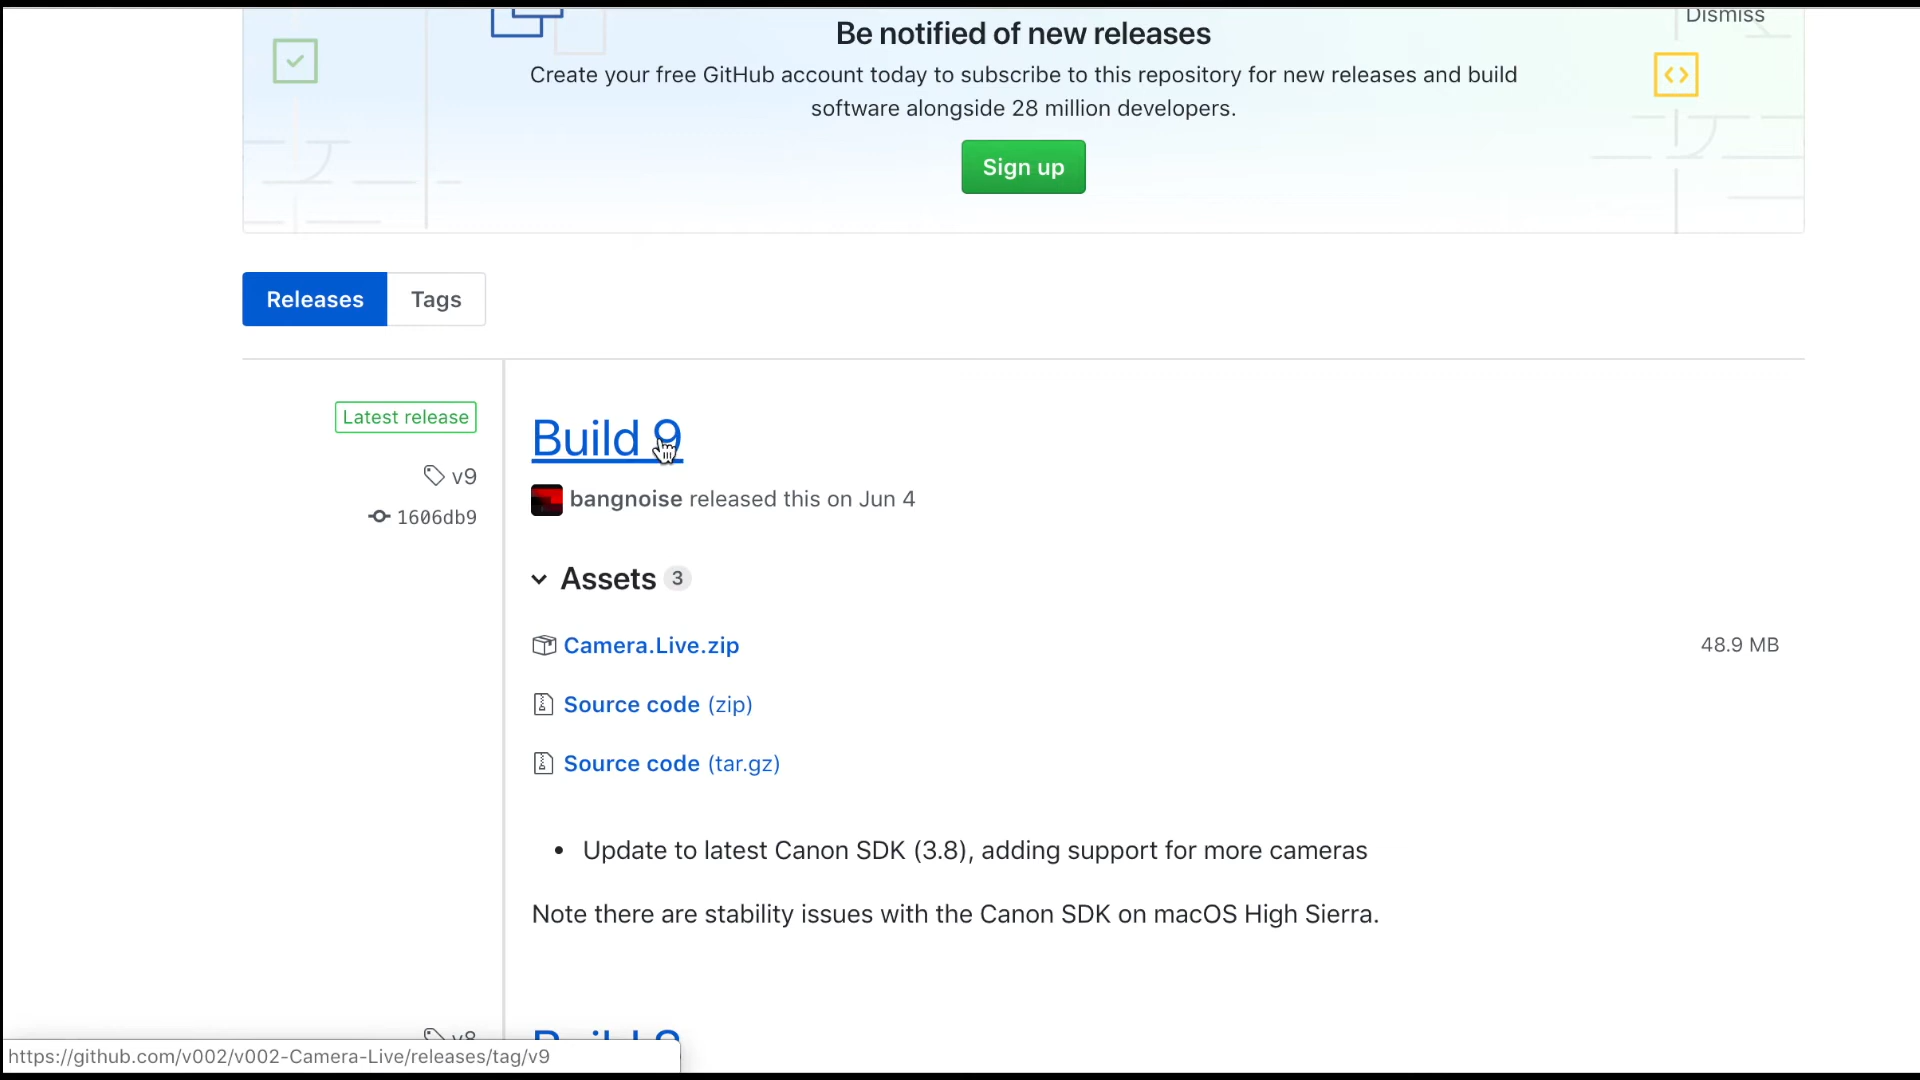 Dismiss
Be notified of new releases
Create your free GitHub account today to subscribe to this repository for new releases and build
software alongside 28 million developers.
Sign up
Releases
Tags
Latest release
v9
1606db9
Build 9
bangnoise released this on Jun 4
Assets 3
Camera.Live.zip
48.9 MB
Source code (zip)
Source code (tar.gz)
• Update to latest Canon SDK (3.8), adding support for more cameras
Note there are stability issues with the Canon SDK on macOS High Sierra.
v8
Build 8
https://github.com/v002/v002-Camera-Live/releases/tag/v9